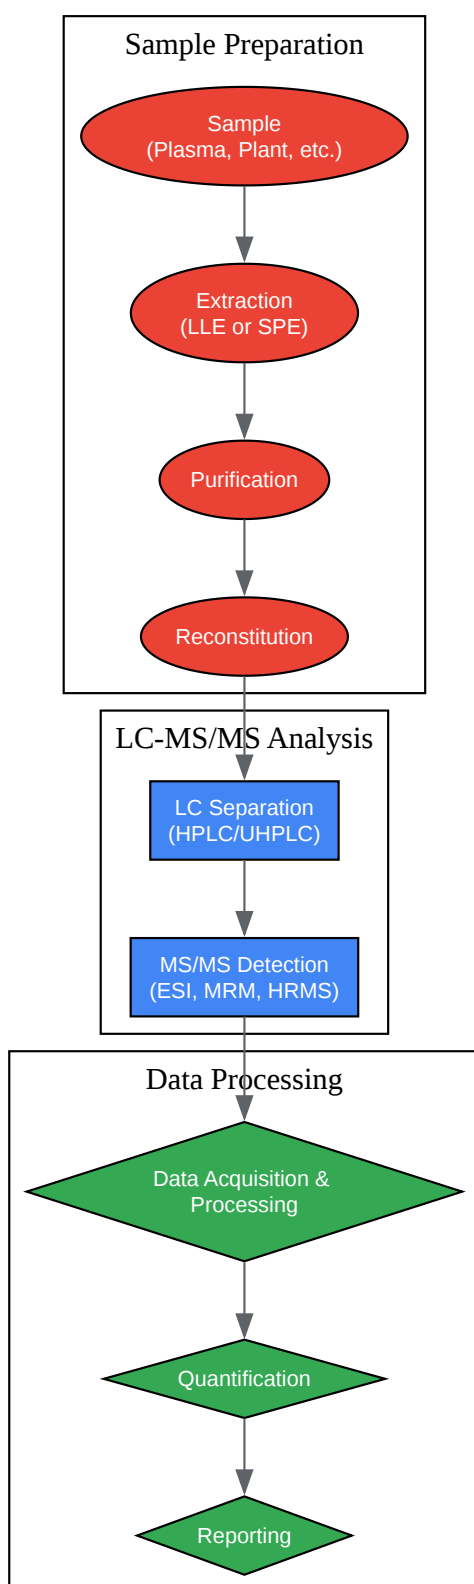 Sample Preparation
Sample
(Plasma, Plant, etc.)
Extraction
(LLE or SPE)
Purification
Reconstitution
LC-MS/MS Analysis
LC Separation
(HPLC/UHPLC)
MS/MS Detection
(ESI, MRM, HRMS)
Data Processing
Data Acquisition &
Processing
Quantification
Reporting